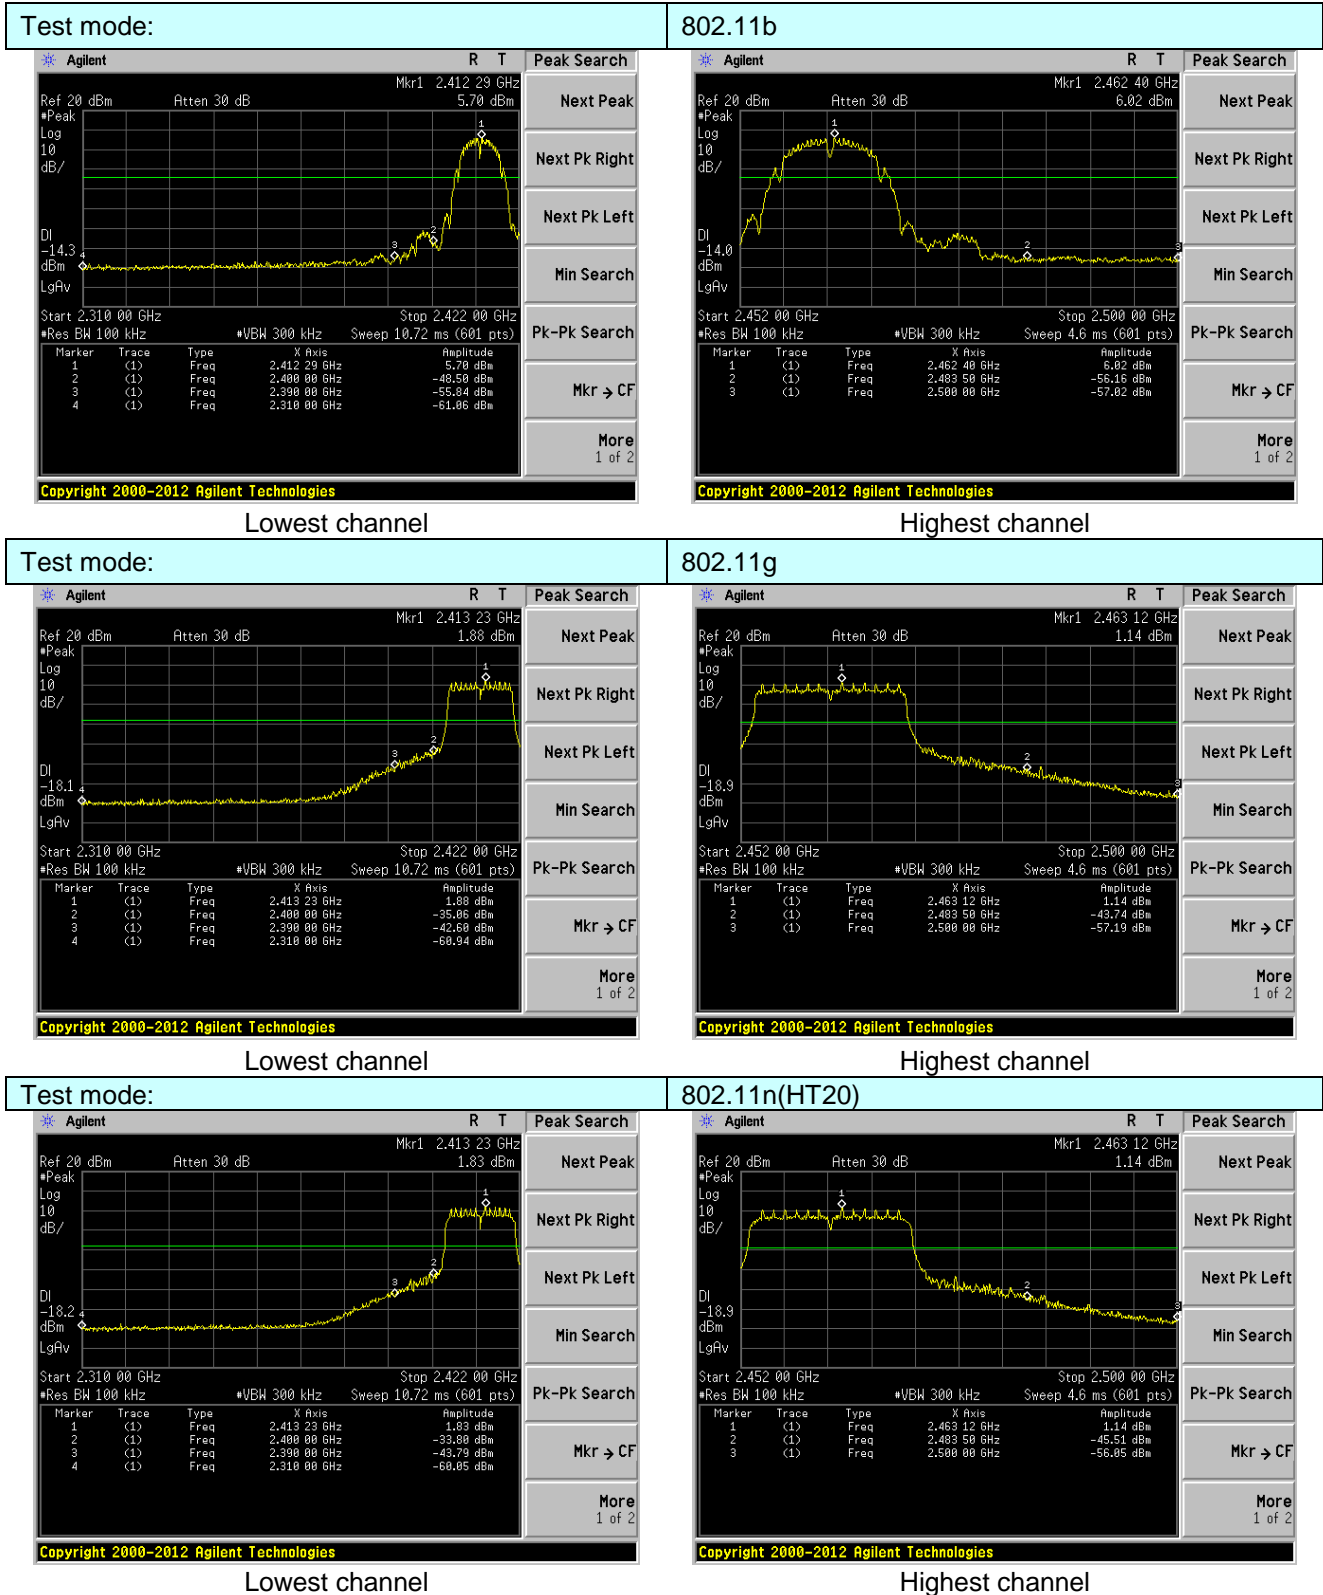 Test mode: 802.11b
Agilent R T Peak Search
Mkr1 2.412 29 GHz
Ref 20 dBm Atten 30 dB 5.70 dBm Next Peak
#Peak
Log
10
dB/
Next Pk Right
1
Next Pk Left
2
3
4
DI
-14.3
dBm
Min Search
LgAv
Start 2.310 00 GHz Stop 2.422 00 GHz
#Res BW 100 kHz #VBW 300 kHz Sweep 10.72 ms (601 pts) Pk-Pk Search
Marker Trace Type X Axis Amplitude
1 (1) Freq 2.412 29 GHz 5.70 dBm
2 (1) Freq 2.400 00 GHz -48.50 dBm
3 (1) Freq 2.390 00 GHz -55.84 dBm
4 (1) Freq 2.310 00 GHz -61.06 dBm
Mkr → CF
More
1 of 2
Copyright 2000-2012 Agilent Technologies
Lowest channel
Agilent R T Peak Search
Mkr1 2.462 40 GHz
Ref 20 dBm Atten 30 dB 6.02 dBm Next Peak
#Peak
Log
10
dB/
Next Pk Right
1
Next Pk Left
2
3
DI
-14.0
dBm
Min Search
LgAv
Start 2.452 00 GHz Stop 2.500 00 GHz
#Res BW 100 kHz #VBW 300 kHz Sweep 4.6 ms (601 pts) Pk-Pk Search
Marker Trace Type X Axis Amplitude
1 (1) Freq 2.462 40 GHz 6.02 dBm
2 (1) Freq 2.483 50 GHz -56.16 dBm
3 (1) Freq 2.500 00 GHz -57.02 dBm
Mkr → CF
More
1 of 2
Copyright 2000-2012 Agilent Technologies
Highest channel
Test mode: 802.11g
Agilent R T Peak Search
Mkr1 2.413 23 GHz
Ref 20 dBm Atten 30 dB 1.88 dBm Next Peak
#Peak
Log
10
dB/
Next Pk Right
1
Next Pk Left
2
3
4
DI
-18.1
dBm
Min Search
LgAv
Start 2.310 00 GHz Stop 2.422 00 GHz
#Res BW 100 kHz #VBW 300 kHz Sweep 10.72 ms (601 pts) Pk-Pk Search
Marker Trace Type X Axis Amplitude
1 (1) Freq 2.413 23 GHz 1.88 dBm
2 (1) Freq 2.400 00 GHz -35.06 dBm
3 (1) Freq 2.390 00 GHz -42.60 dBm
4 (1) Freq 2.310 00 GHz -60.94 dBm
Mkr → CF
More
1 of 2
Copyright 2000-2012 Agilent Technologies
Lowest channel
Agilent R T Peak Search
Mkr1 2.463 12 GHz
Ref 20 dBm Atten 30 dB 1.14 dBm Next Peak
#Peak
Log
10
dB/
Next Pk Right
1
Next Pk Left
2
3
DI
-18.9
dBm
Min Search
LgAv
Start 2.452 00 GHz Stop 2.500 00 GHz
#Res BW 100 kHz #VBW 300 kHz Sweep 4.6 ms (601 pts) Pk-Pk Search
Marker Trace Type X Axis Amplitude
1 (1) Freq 2.463 12 GHz 1.14 dBm
2 (1) Freq 2.483 50 GHz -43.74 dBm
3 (1) Freq 2.500 00 GHz -57.19 dBm
Mkr → CF
More
1 of 2
Copyright 2000-2012 Agilent Technologies
Highest channel
Test mode: 802.11n(HT20)
Agilent R T Peak Search
Mkr1 2.413 23 GHz
Ref 20 dBm Atten 30 dB 1.83 dBm Next Peak
#Peak
Log
10
dB/
Next Pk Right
1
Next Pk Left
2
3
4
DI
-18.2
dBm
Min Search
LgAv
Start 2.310 00 GHz Stop 2.422 00 GHz
#Res BW 100 kHz #VBW 300 kHz Sweep 10.72 ms (601 pts) Pk-Pk Search
Marker Trace Type X Axis Amplitude
1 (1) Freq 2.413 23 GHz 1.83 dBm
2 (1) Freq 2.400 00 GHz -33.80 dBm
3 (1) Freq 2.390 00 GHz -43.79 dBm
4 (1) Freq 2.310 00 GHz -60.05 dBm
Mkr → CF
More
1 of 2
Copyright 2000-2012 Agilent Technologies
Lowest channel
Agilent R T Peak Search
Mkr1 2.463 12 GHz
Ref 20 dBm Atten 30 dB 1.14 dBm Next Peak
#Peak
Log
10
dB/
Next Pk Right
1
Next Pk Left
2
3
DI
-18.9
dBm
Min Search
LgAv
Start 2.452 00 GHz Stop 2.500 00 GHz
#Res BW 100 kHz #VBW 300 kHz Sweep 4.6 ms (601 pts) Pk-Pk Search
Marker Trace Type X Axis Amplitude
1 (1) Freq 2.463 12 GHz 1.14 dBm
2 (1) Freq 2.483 50 GHz -45.51 dBm
3 (1) Freq 2.500 00 GHz -56.05 dBm
Mkr → CF
More
1 of 2
Copyright 2000-2012 Agilent Technologies
Highest channel